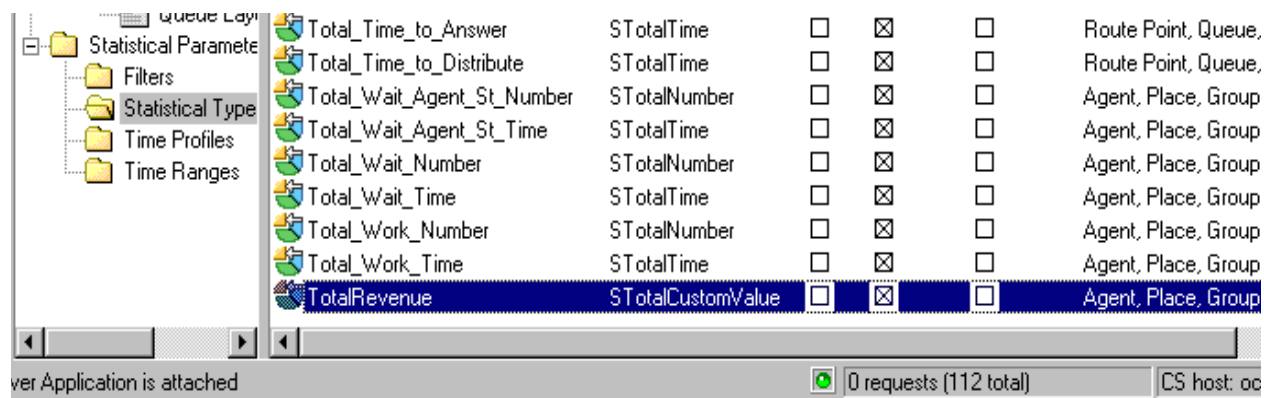 Queue Layi
Statistical Paramete
Filters
Statistical Type
Time Profiles
Time Ranges
Total_Time_to_Answer STotalTime Route Point, Queue,
Total_Time_to_Distribute STotalTime Route Point, Queue,
Total_Wait_Agent_St_Number STotalNumber Agent, Place, Group
Total_Wait_Agent_St_Time STotalTime Agent, Place, Group
Total_Wait_Number STotalNumber Agent, Place, Group
Total_Wait_Time STotalTime Agent, Place, Group
Total_Work_Number STotalNumber Agent, Place, Group
Total_Work_Time STotalTime Agent, Place, Group
TotalRevenue STotalCustomValue Agent, Place, Group
ver Application is attached 0 requests (112 total) CS host: oc